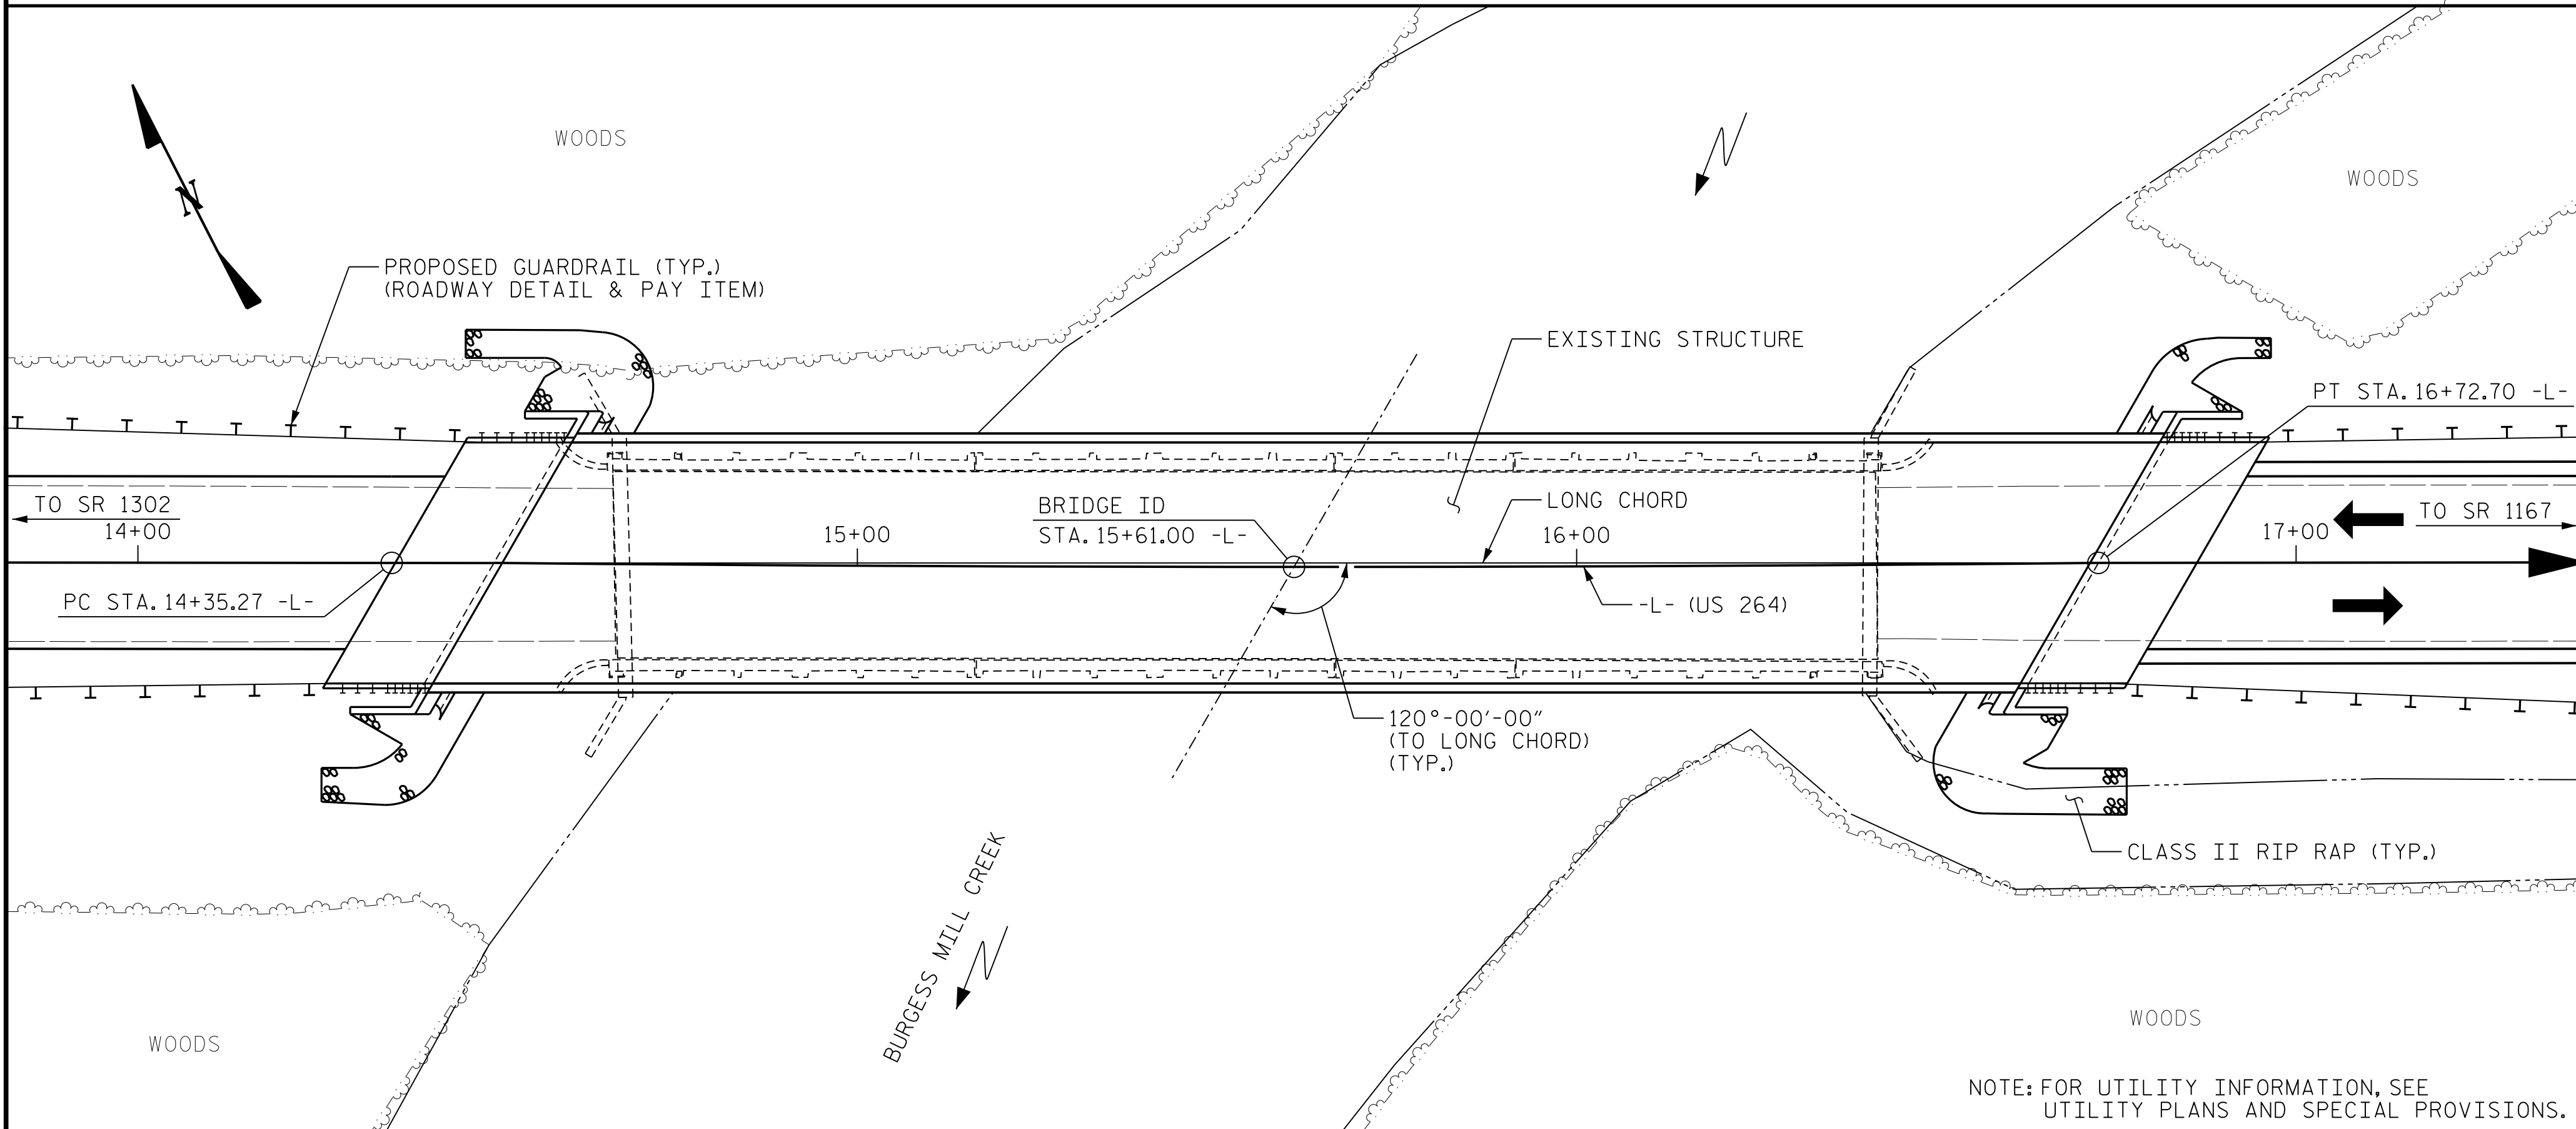 WOODS
WOODS
N
PROPOSED GUARDRAIL (TYP.)
(ROADWAY DETAIL & PAY ITEM)
EXISTING STRUCTURE
PT STA. 16+72.70 -L-
TO SR 1302
14+00
BRIDGE ID
STA. 15+61.00 -L-
LONG CHORD
15+00
16+00
17+00
TO SR 1167
PC STA. 14+35.27 -L-
-L- (US 264)
120°-00'-00"
(TO LONG CHORD)
(TYP.)
CLASS II RIP RAP (TYP.)
BURGESS MILL CREEK
WOODS
WOODS
NOTE: FOR UTILITY INFORMATION, SEE
UTILITY PLANS AND SPECIAL PROVISIONS.